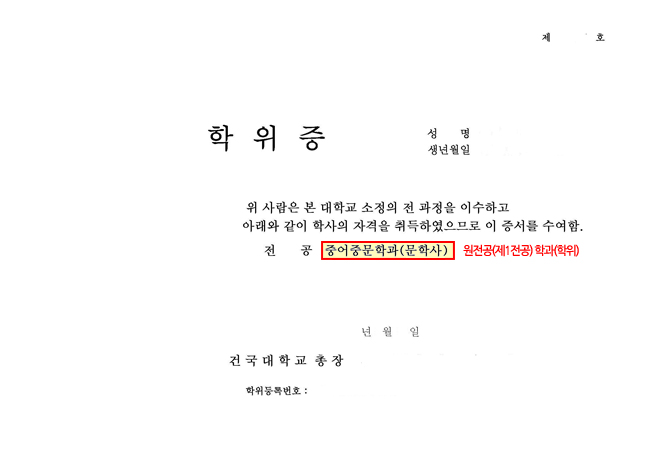 제 호
학 위 증
성 명
생년월일
위 사람은 본 대학교 소정의 전 과정을 이수하고
아래와 같이 학사의 자격을 취득하였으므로 이 증서를 수여함.
전 공 중어중문학과(문학사) 원전공(제1전공) 학과(학위)
년 월 일
건국대학교 총장
학위등록번호 :